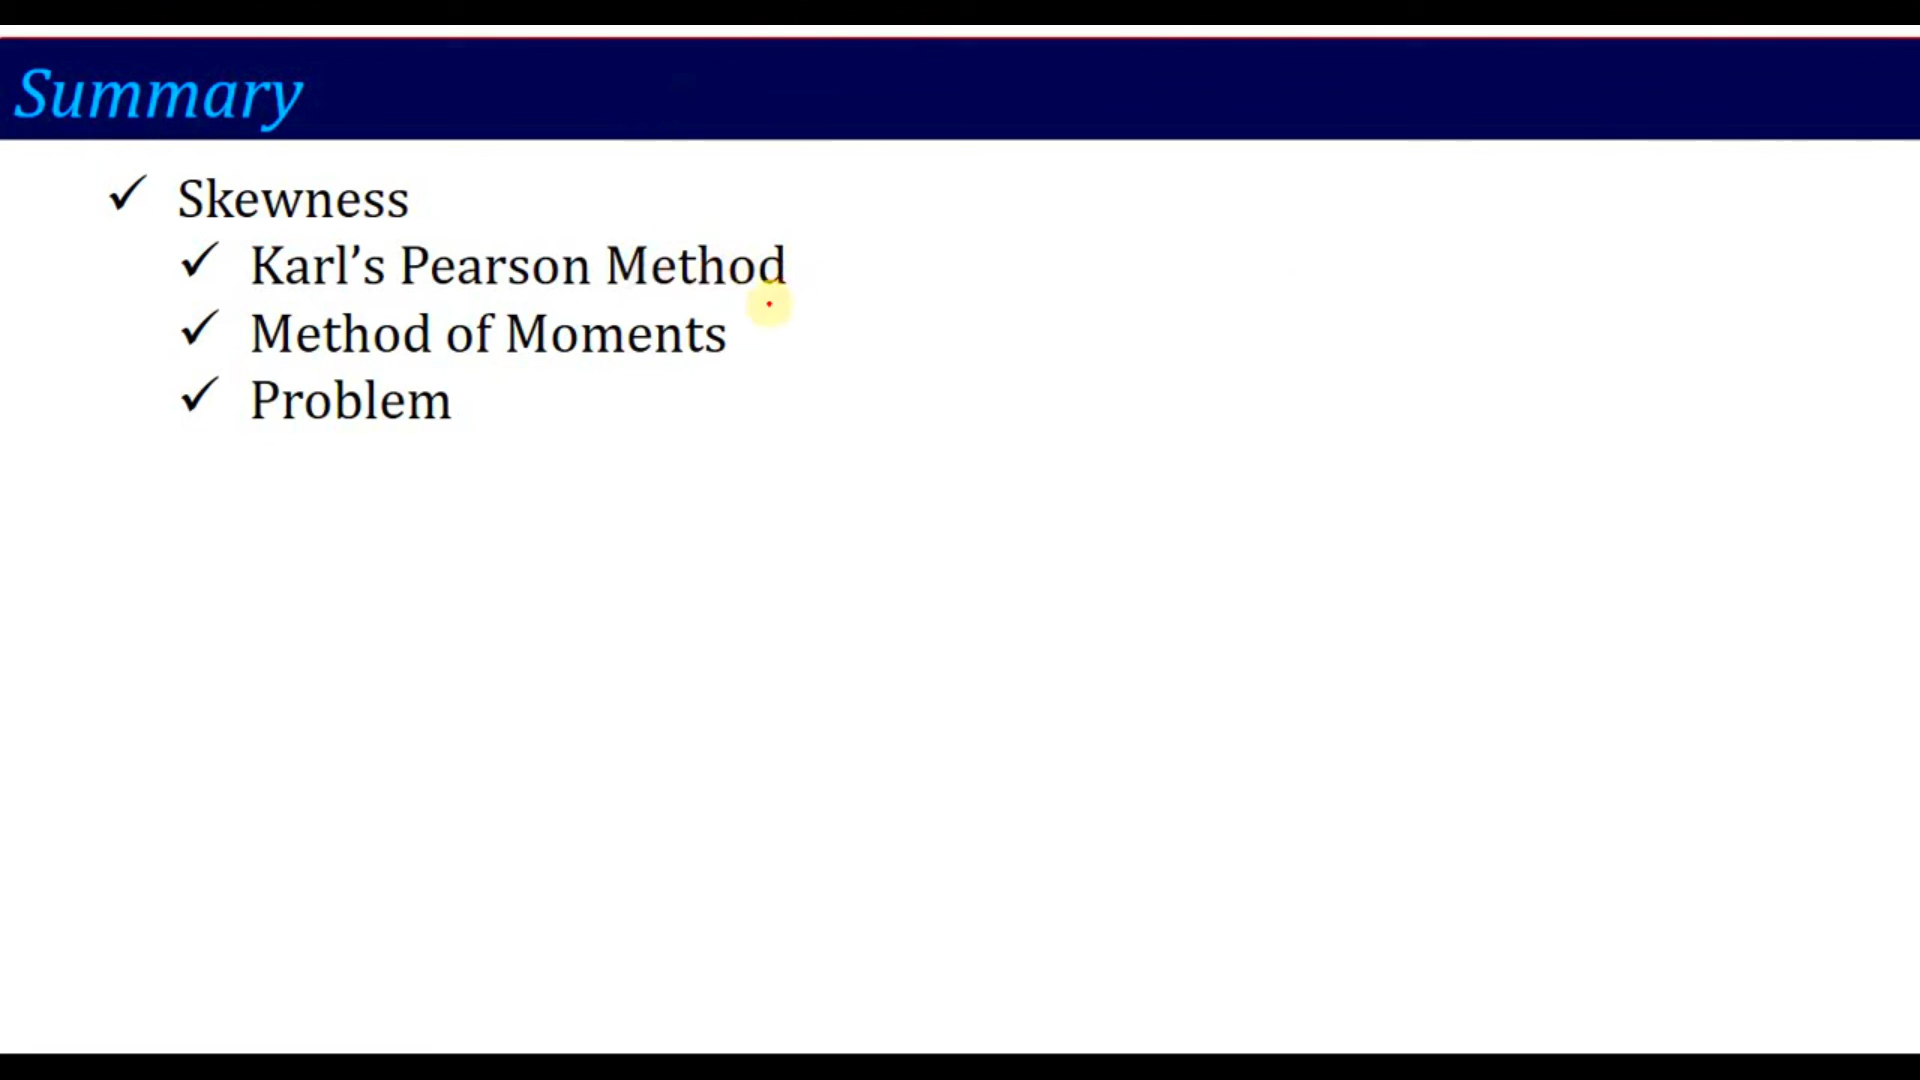 Summary
✓ Skewness
✓ Karl’s Pearson Method
✓ Method of Moments
✓ Problem